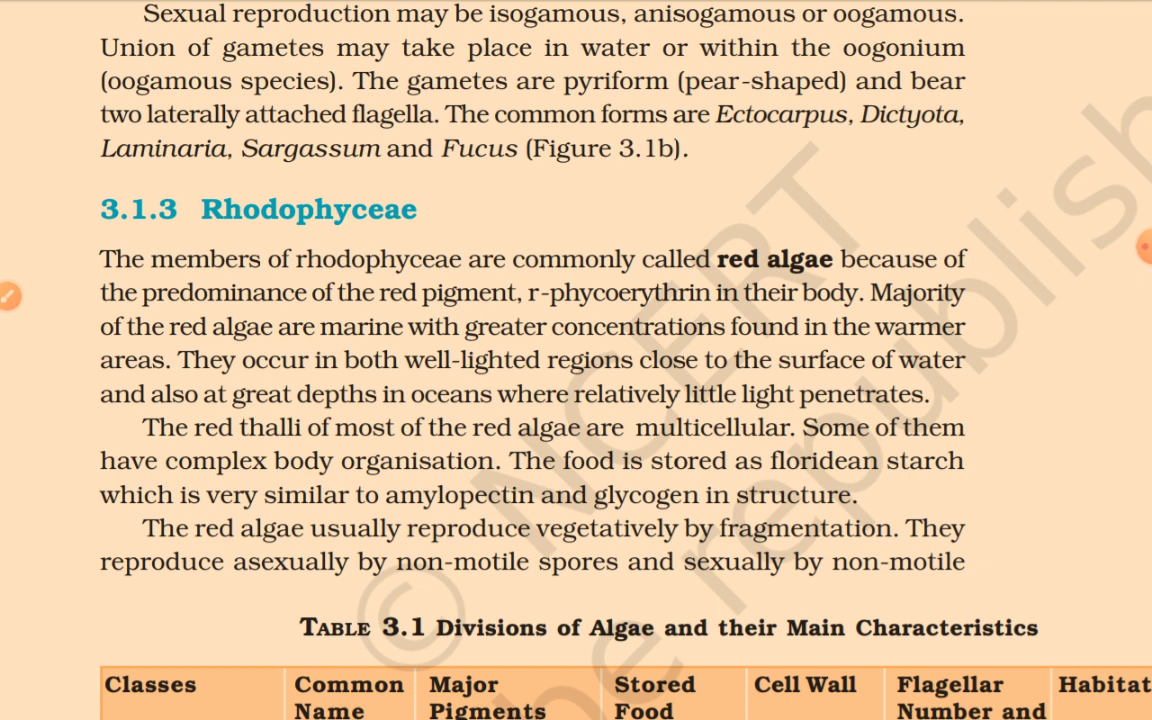 Sexual reproduction may be isogamous, anisogamous or oogamous.
Union of gametes may take place in water or within the oogonium
(oogamous species). The gametes are pyriform (pear-shaped) and bear
two laterally attached flagella. The common forms are Ectocarpus, Dictyota,
Laminaria, Sargassum and Fucus (Figure 3.1b).
3.1.3 Rhodophyceae
The members of rhodophyceae are commonly called red algae because of
the predominance of the red pigment, r-phycoerythrin in their body. Majority
of the red algae are marine with greater concentrations found in the warmer
areas. They occur in both well-lighted regions close to the surface of water
and also at great depths in oceans where relatively little light penetrates.
The red thalli of most of the red algae are multicellular. Some of them
have complex body organisation. The food is stored as floridean starch
which is very similar to amylopectin and glycogen in structure.
The red algae usually reproduce vegetatively by fragmentation. They
reproduce asexually by non-motile spores and sexually by non-motile
TABLE 3.1 Divisions of Algae and their Main Characteristics
Classes Common Major Stored Cell Wall Flagellar Habitat
Name Pigments Food Number and
© NCERT
be republish